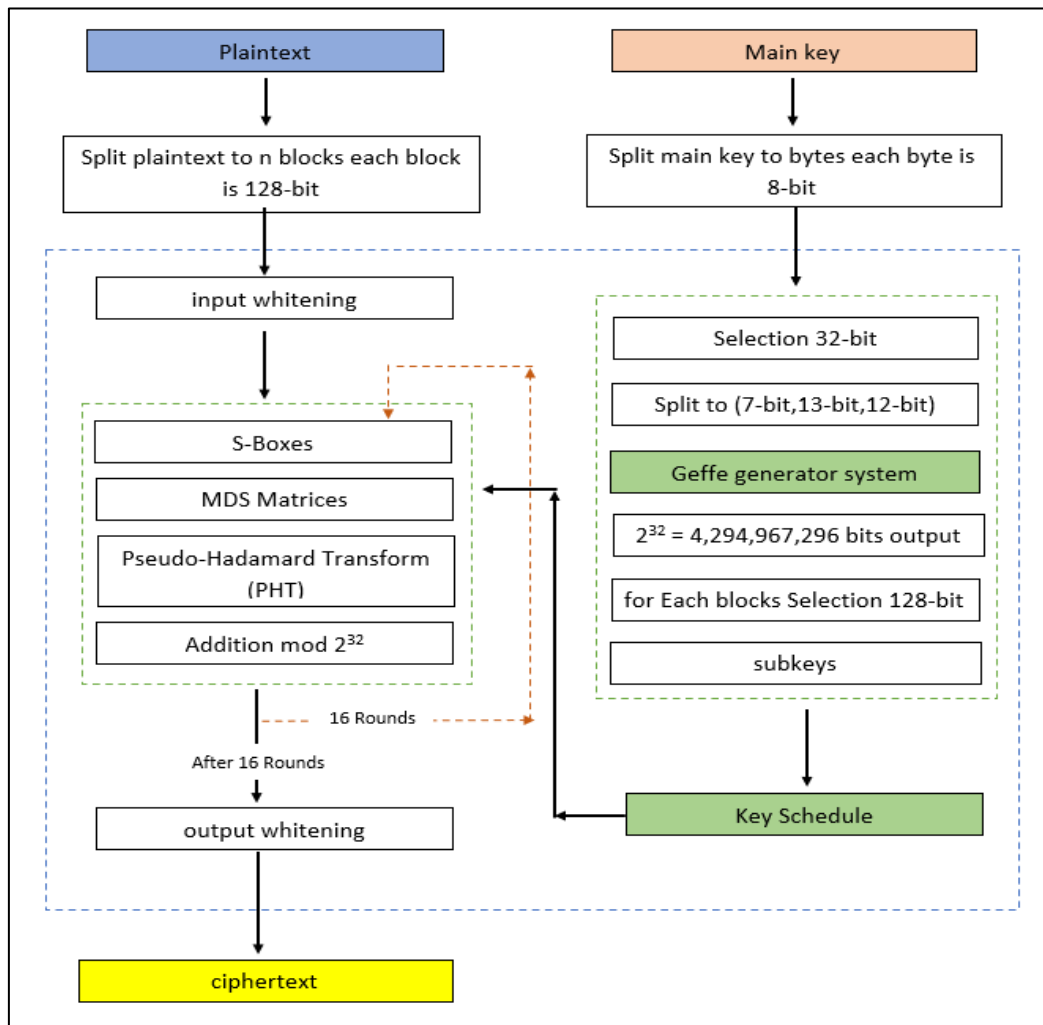 Plaintext
Main key
Split plaintext to n blocks each block
is 128-bit
Split main key to bytes each byte is
8-bit
input whitening
Selection 32-bit
Split to (7-bit,13-bit,12-bit)
S-Boxes
Geffe generator system
MDS Matrices
2³² = 4,294,967,296 bits output
Pseudo-Hadamard Transform
(PHT)
for Each blocks Selection 128-bit
Addition mod 2³²
subkeys
16 Rounds
After 16 Rounds
output whitening
Key Schedule
ciphertext